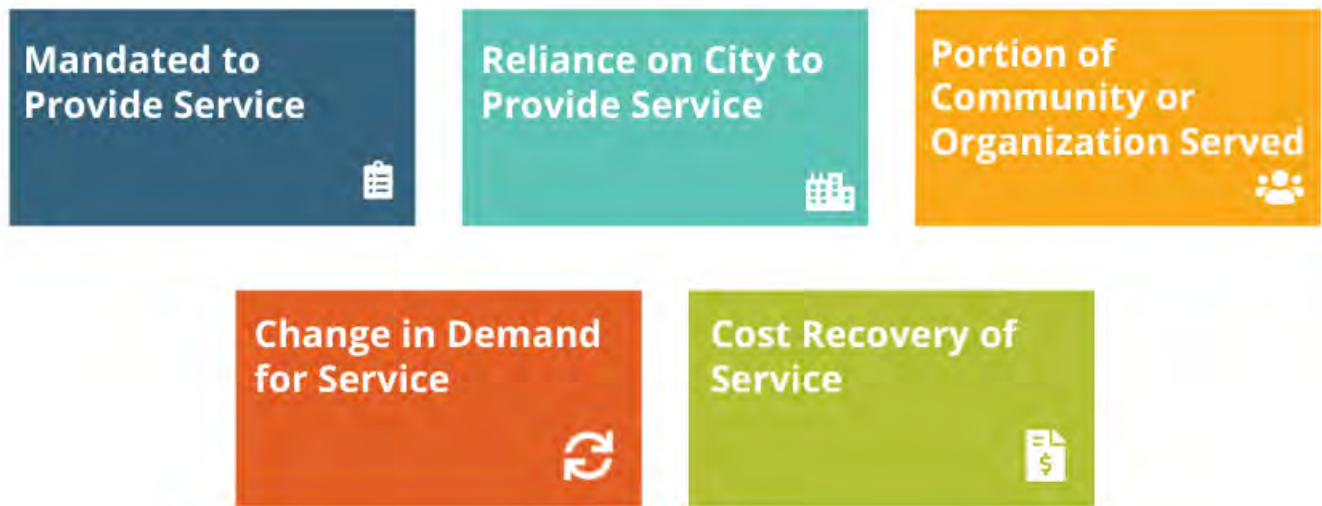 Mandated to
Provide Service
Reliance on City to
Provide Service
Portion of
Community or
Organization Served
Change in Demand
for Service
Cost Recovery of
Service
$